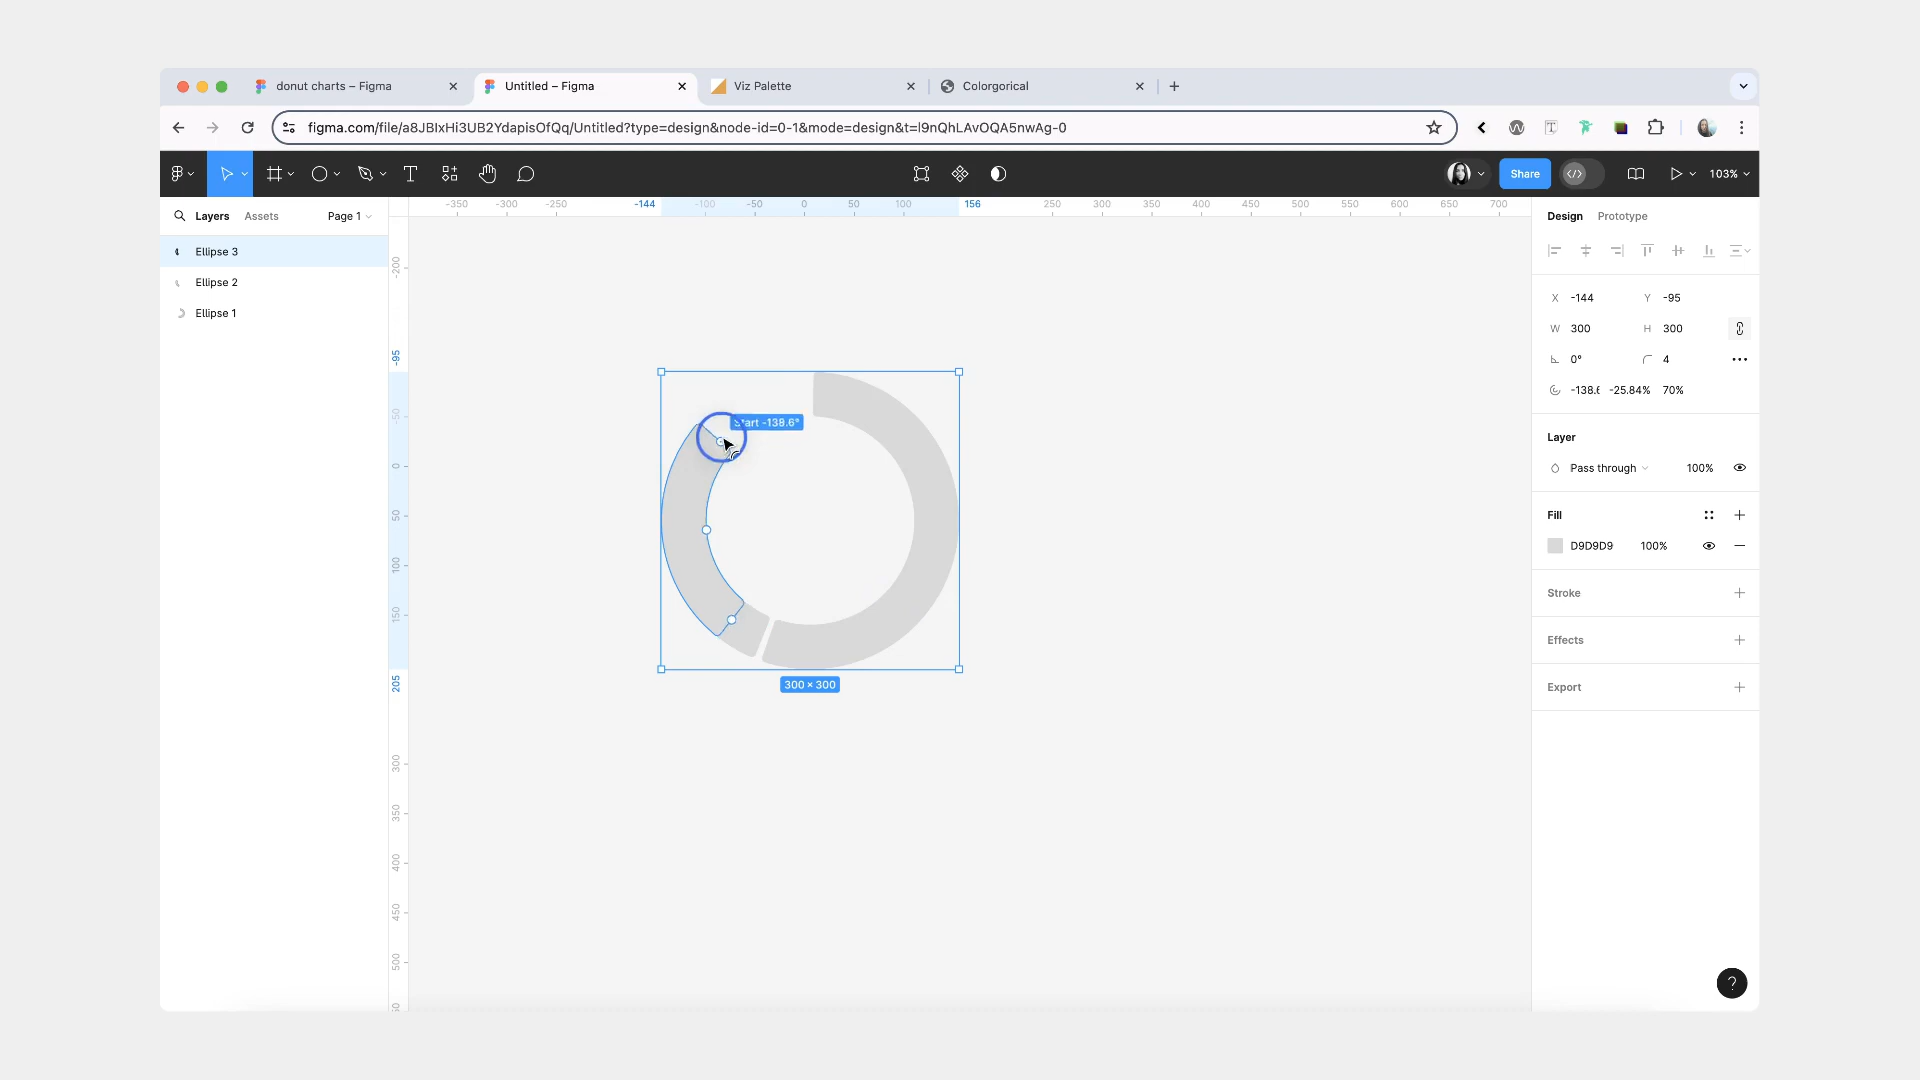 donut charts – Figma
Untitled – Figma
Viz Palette
Colorgorical
figma.com/file/a8JBIxHi3UB2YdapisOfQq/Untitled?type=design&node-id=0-1&mode=design&t=l9nQhLAvOQA5nwAg-0
Share
103%
Layers
Assets
Page 1
-350 -300 -250 -144 -100 -50 0 50 100 156 250 300 350 400 450 500 550 600 650 700
Design
Prototype
Ellipse 3
Ellipse 2
Ellipse 1
-200
-95
-50
0
50
100
150
205
300
350
400
450
500
Start -138.6°
300 × 300
X -144 Y -95
W 300 H 300
0° 4
-138.6 -25.84% 70%
Layer
Pass through 100%
Fill
D9D9D9 100%
Stroke
Effects
Export
?